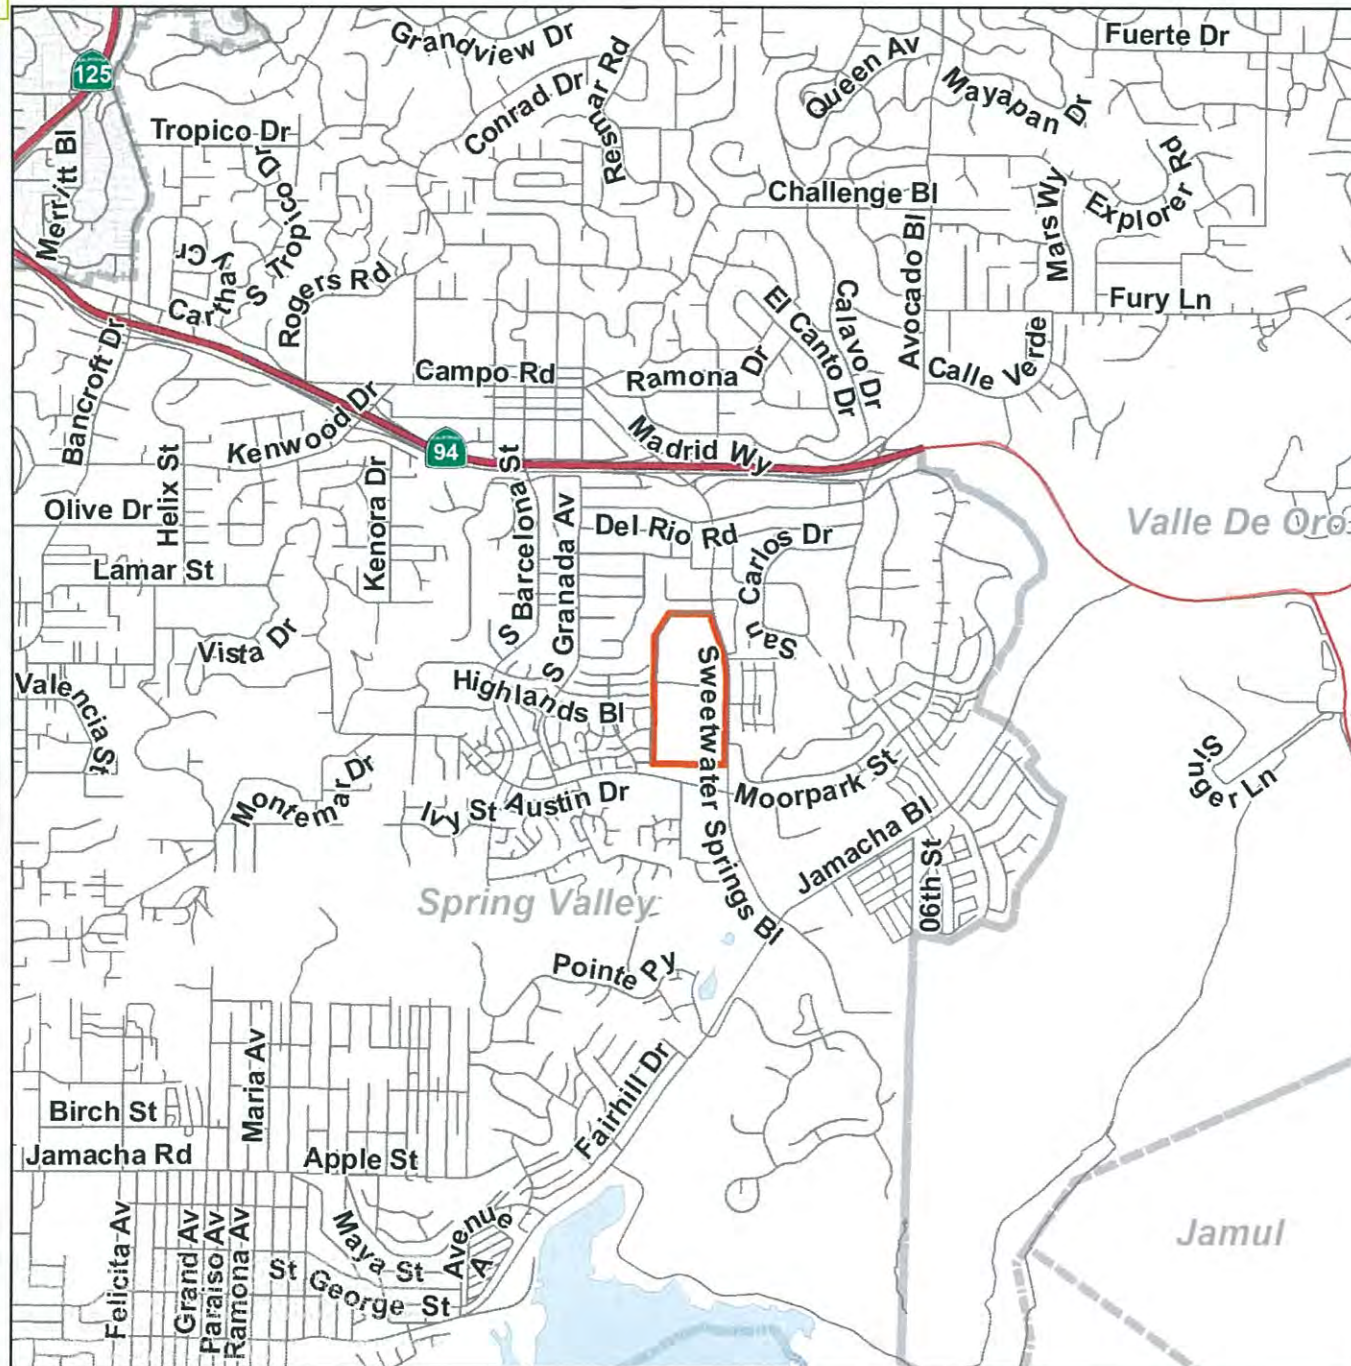 Grandview Dr
Fuerte Dr
125
Conrad Dr
Resmar Rd
Queen Av
Mayapan Dr
Tropico Dr
Merritt Bl
S Tropico Dr
Challenge Bl
Explorer Rd
Mars Wy
Carthay Cr
Rogers Rd
El Canto Dr
Calavo Dr
Avocado Bl
Fury Ln
Bancroft Dr
Campo Rd
Ramona Dr
Calle Verde
Kenwood Dr
94
Madrid Wy
Helix St
Olive Dr
Kenora Dr
S Barcelona St
S Granada Av
Del Rio Rd
San Carlos Dr
Valle De Oro
Lamar St
Vista Dr
Valencia St
Highlands Bl
Sweetwater Springs Bl
Montemar Dr
Ivy St
Austin Dr
Moorpark St
Singer Ln
Jamacha Bl
06th St
Spring Valley
Pointe Py
Maria Av
Fairhill Dr
Birch St
Jamacha Rd
Apple St
Felicita Av
Grand Av
Paraiso Av
Ramona Av
St
Maya St
Avenue A
George St
Jamul